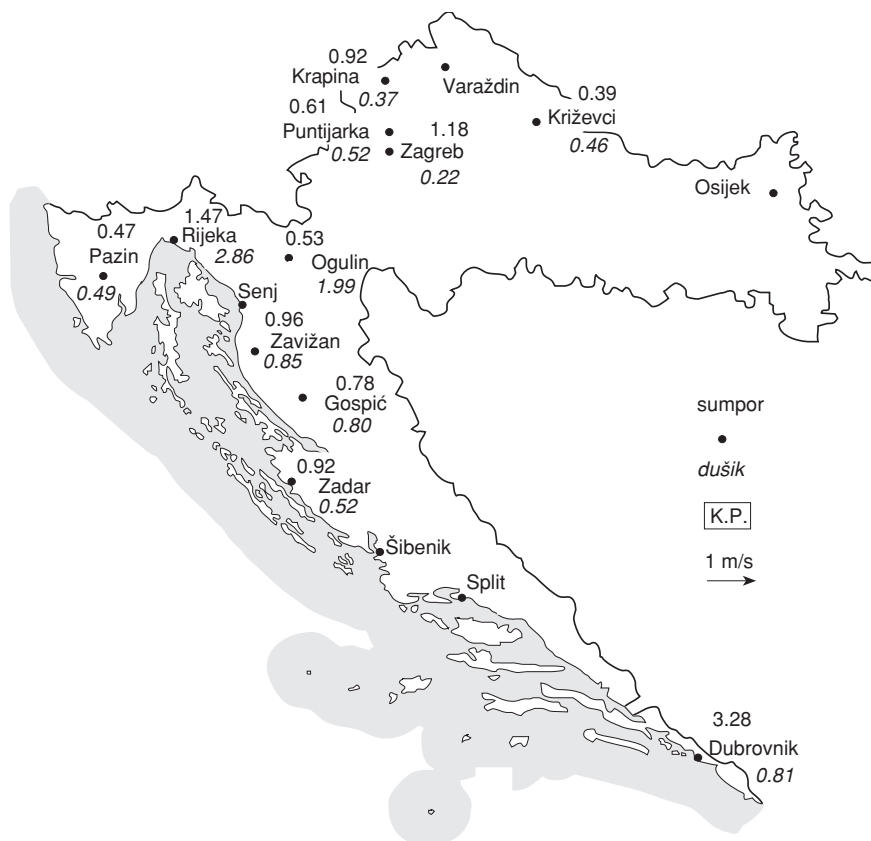 0.92
Krapina
0.37
Varaždin
0.61
0.39
Križevci
0.46
Puntijarka
0.52
1.18
Zagreb
0.22
Osijek
0.47
Pazin
0.49
1.47
Rijeka
2.86
0.53
Ogulin
1.99
Senj
0.96
Zavižan
0.85
0.78
Gospić
0.80
sumpor
dušik
K.P.
1 m/s
0.92
Zadar
0.52
Šibenik
Split
3.28
Dubrovnik
0.81